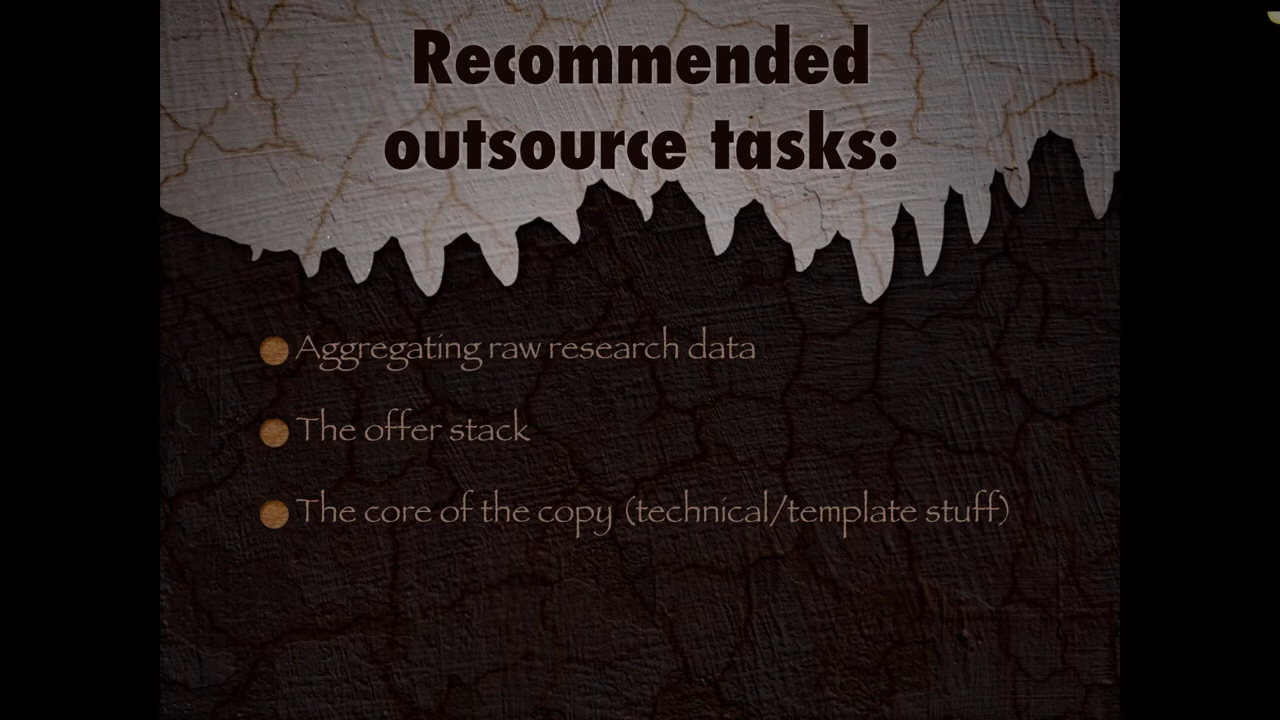 Recommended
outsource tasks:
Aggregating raw research data
The offer stack
The core of the copy (technical/template stuff)